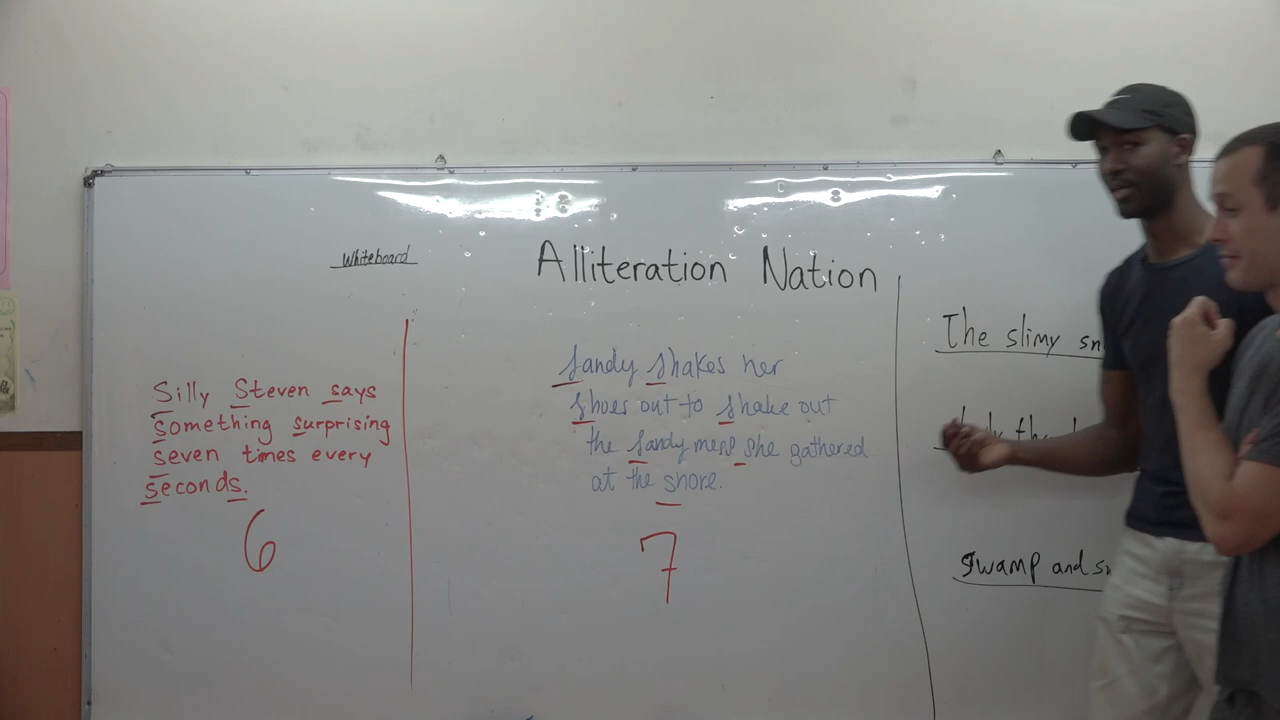 Whiteboard
Alliteration Nation
Silly Steven says
something surprising
seven times every
seconds.
6
Sandy shakes her
shoes out to shake out
the sandy mess she gathered
at the shore.
7
The slimy sn
swamp and sn